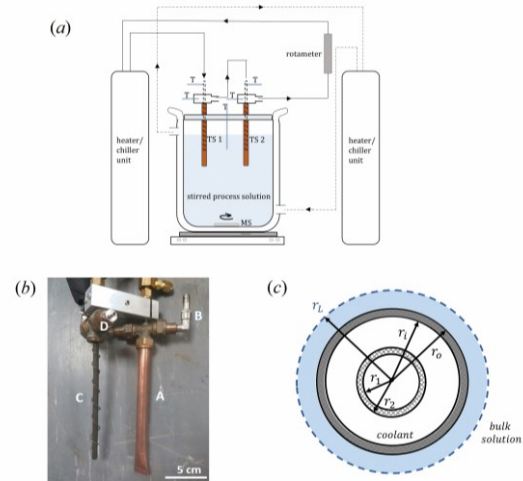 (a)
rotameter
T
T
T
T
T
TS 1
TS 2
heater/
chiller
unit
heater/
chiller
unit
stirred process solution
MS
(b)
(c)
D
B
C
A
5 cm
r_L
r_i
r_o
r_1
r_2
coolant
bulk
solution